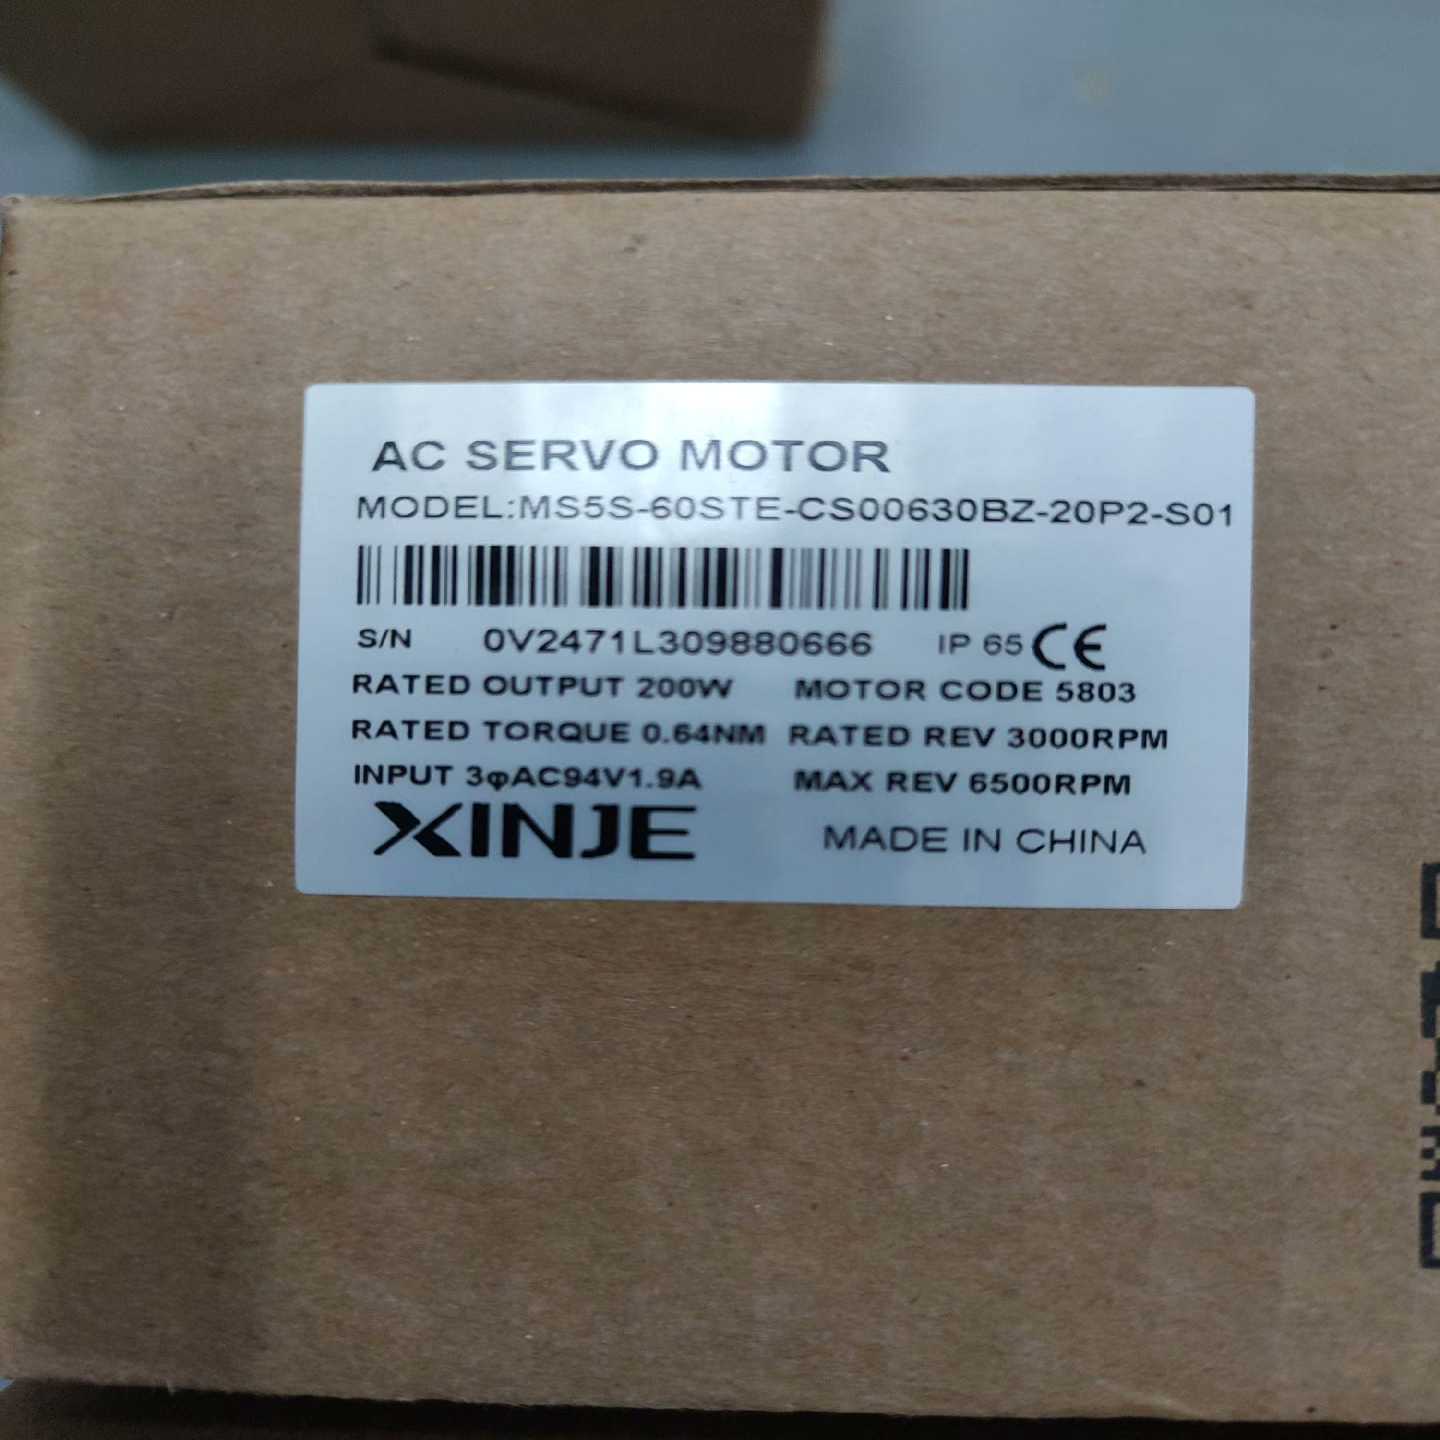 AC SERVO MOTOR
MODEL:MS5S-60STE-CS00630BZ-20P2-S01
S/N 0V2471L309880666 IP 65 CE
RATED OUTPUT 200W MOTOR CODE 5803
RATED TORQUE 0.64NM RATED REV 3000RPM
INPUT 3φAC94V1.9A MAX REV 6500RPM
XINJE MADE IN CHINA